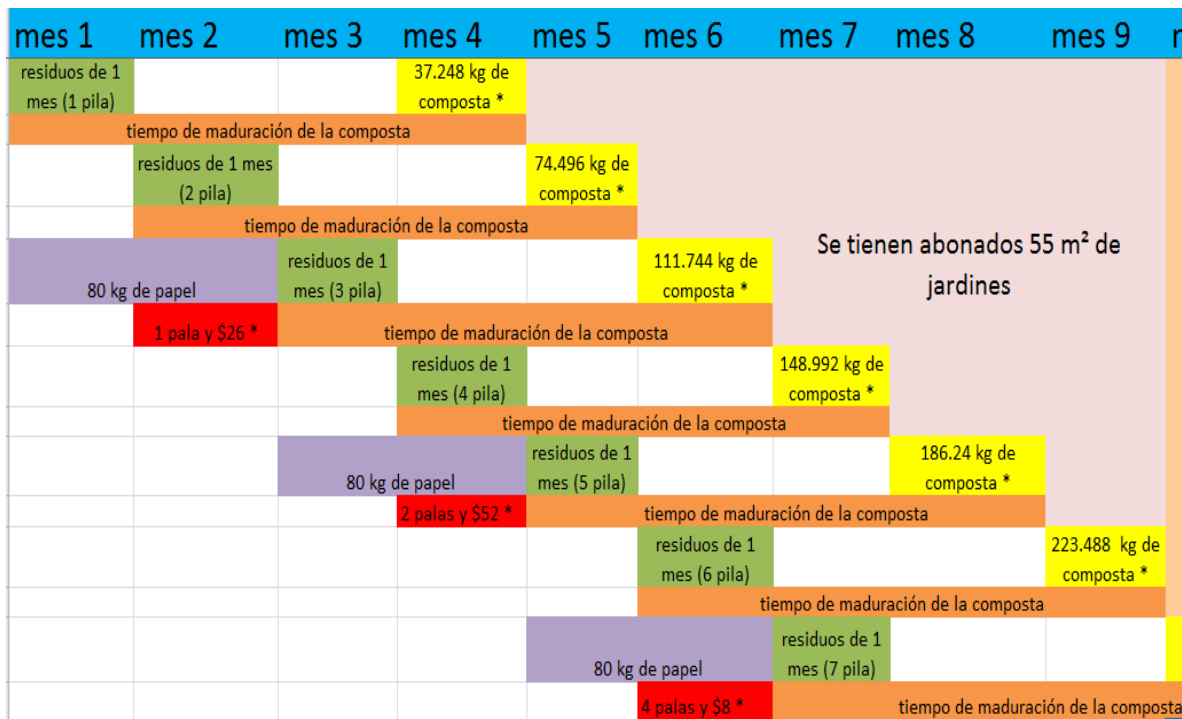 mes 1 mes 2 mes 3 mes 4 mes 5 mes 6 mes 7 mes 8 mes 9
residuos de 1
mes (1 pila)
37.248 kg de
composta *
tiempo de maduración de la composta
residuos de 1 mes
(2 pila)
74.496 kg de
composta *
tiempo de maduración de la composta
Se tienen abonados 55 m² de
jardines
80 kg de papel
residuos de 1
mes (3 pila)
111.744 kg de
composta *
1 pala y $26 *
tiempo de maduración de la composta
residuos de 1
mes (4 pila)
148.992 kg de
composta *
tiempo de maduración de la composta
80 kg de papel
residuos de 1
mes (5 pila)
186.24 kg de
composta *
2 palas y $52 *
tiempo de maduración de la composta
residuos de 1
mes (6 pila)
223.488 kg de
composta *
tiempo de maduración de la composta
80 kg de papel
residuos de 1
mes (7 pila)
4 palas y $8 *
tiempo de maduración de la composta